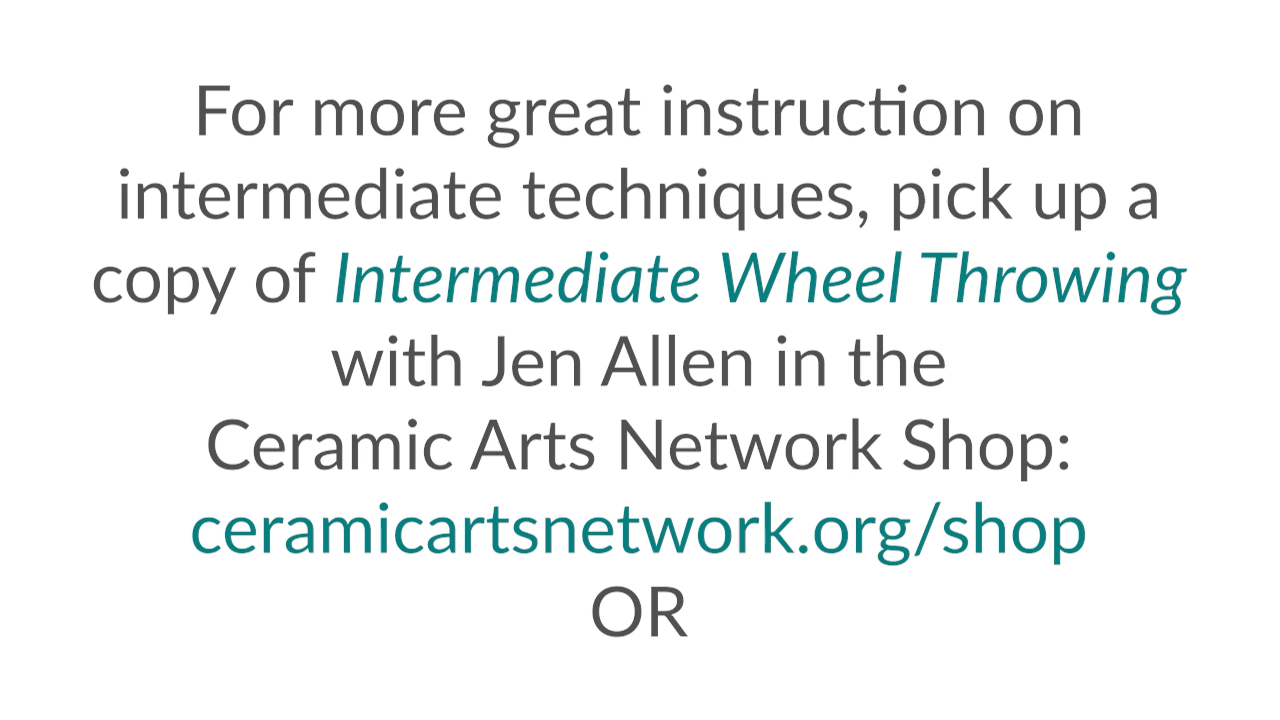 For more great instruction on
intermediate techniques, pick up a
copy of Intermediate Wheel Throwing
with Jen Allen in the
Ceramic Arts Network Shop:
ceramicartsnetwork.org/shop
OR